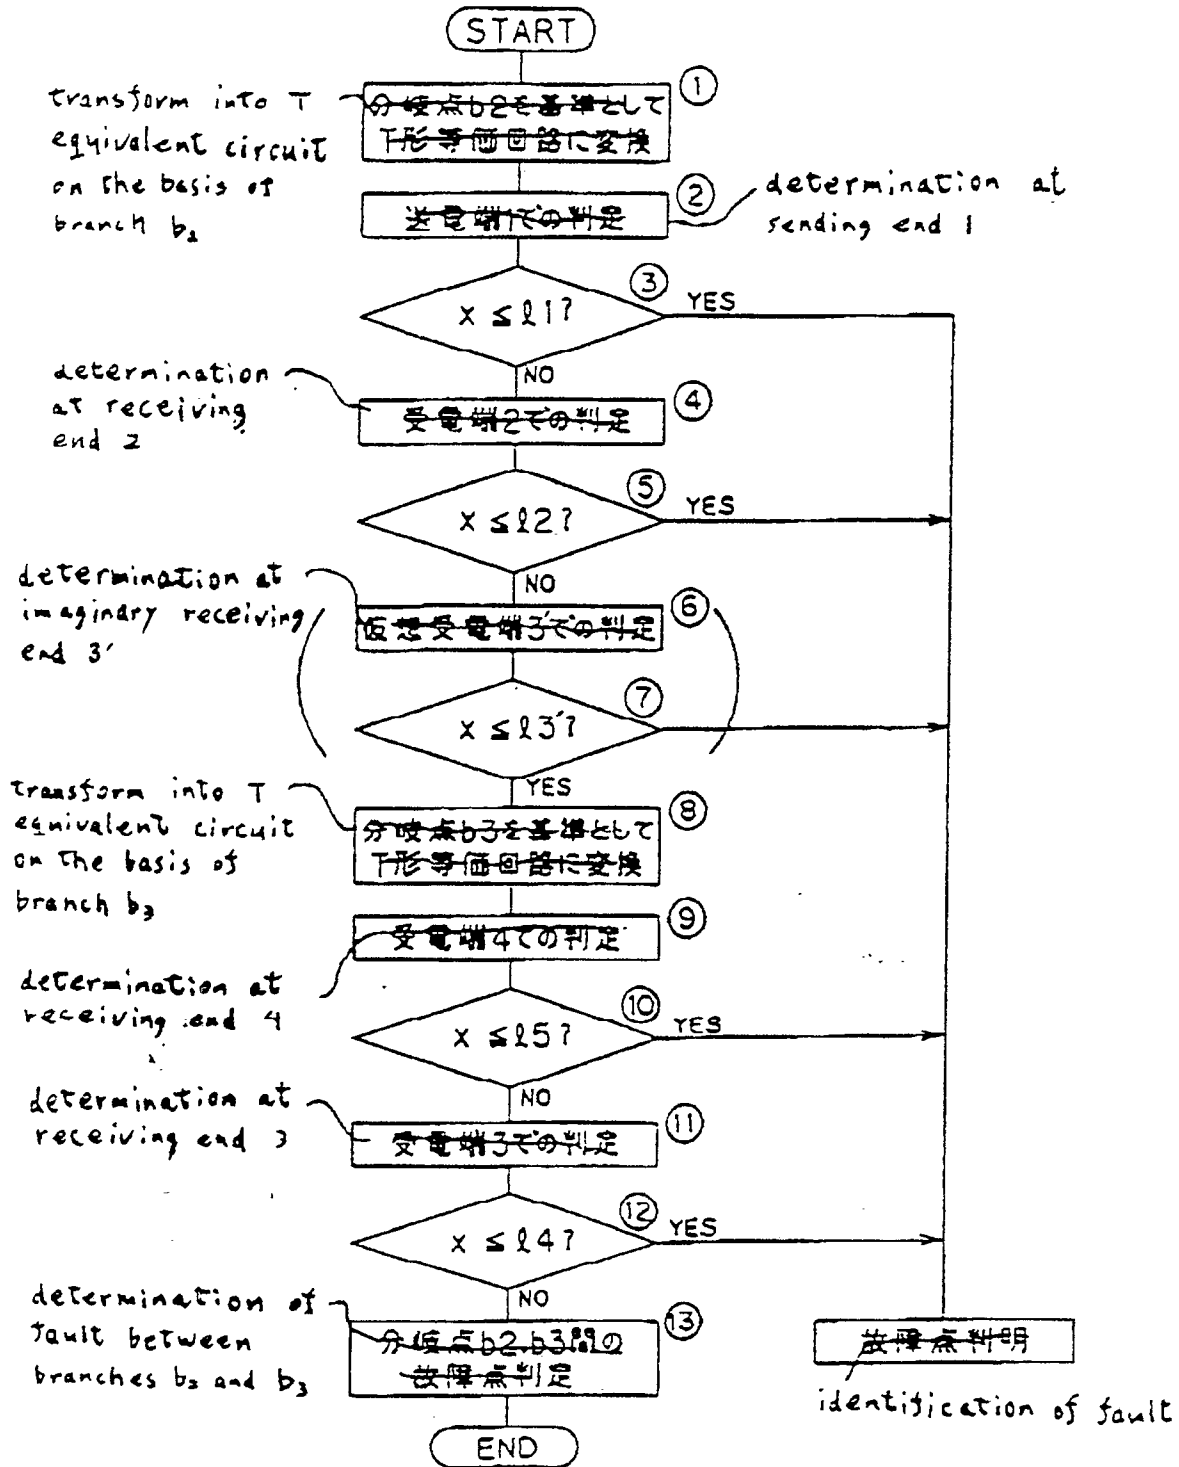 START
transform into T
equivalent circuit
on the basis of
branch b₂
①
分岐点b2を基準として
T形等価回路に変換
②
送電端1での判定
determination at
sending end 1
③
x ≦ ℓ1?
YES
NO
determination
at receiving
end 2
④
受電端2での判定
⑤
x ≦ ℓ2?
YES
NO
determination at
imaginary receiving
end 3'
⑥
仮想受電端3'での判定
⑦
x ≦ ℓ3'?
YES
transform into T
equivalent circuit
on the basis of
branch b₃
⑧
分岐点b3を基準として
T形等価回路に変換
⑨
受電端4での判定
determination at
receiving end 4
⑩
x ≦ ℓ5?
YES
NO
determination at
receiving end 3
⑪
受電端3での判定
⑫
x ≦ ℓ4?
YES
NO
determination of
fault between
branches b₂ and b₃
⑬
分岐点b2.b3間の
故障点判定
故障点判明
identification of fault
END